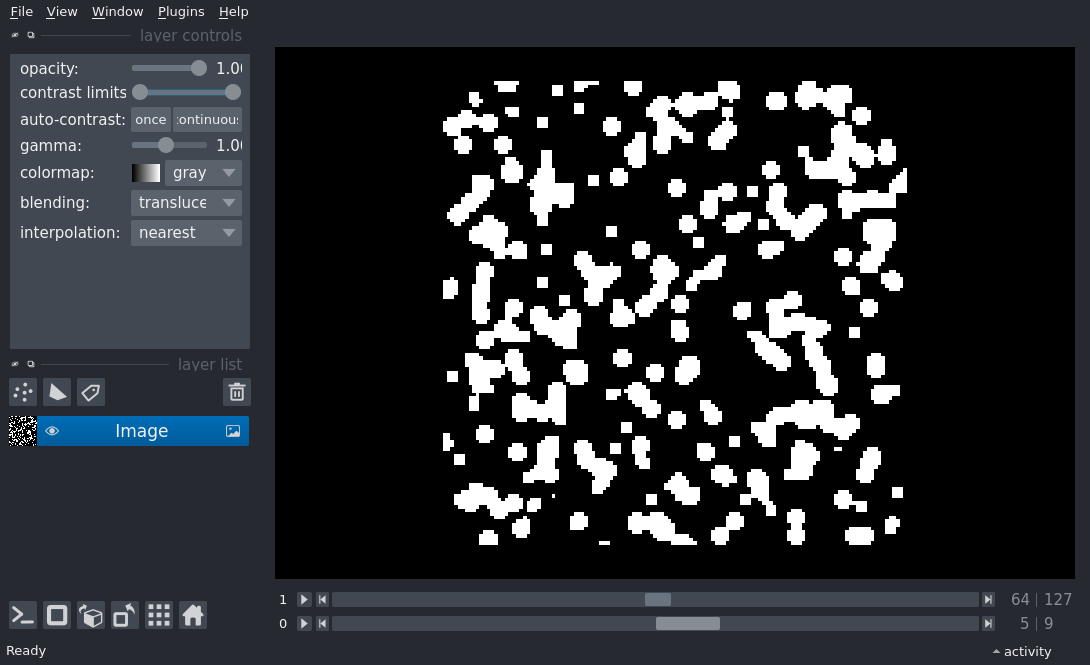 File View Window Plugins Help
layer controls
opacity: 1.00
contrast limits
auto-contrast: once continuous
gamma: 1.00
colormap: gray
blending: transluce
interpolation: nearest
layer list
Image
1 64 | 127
0 5 | 9
Ready activity